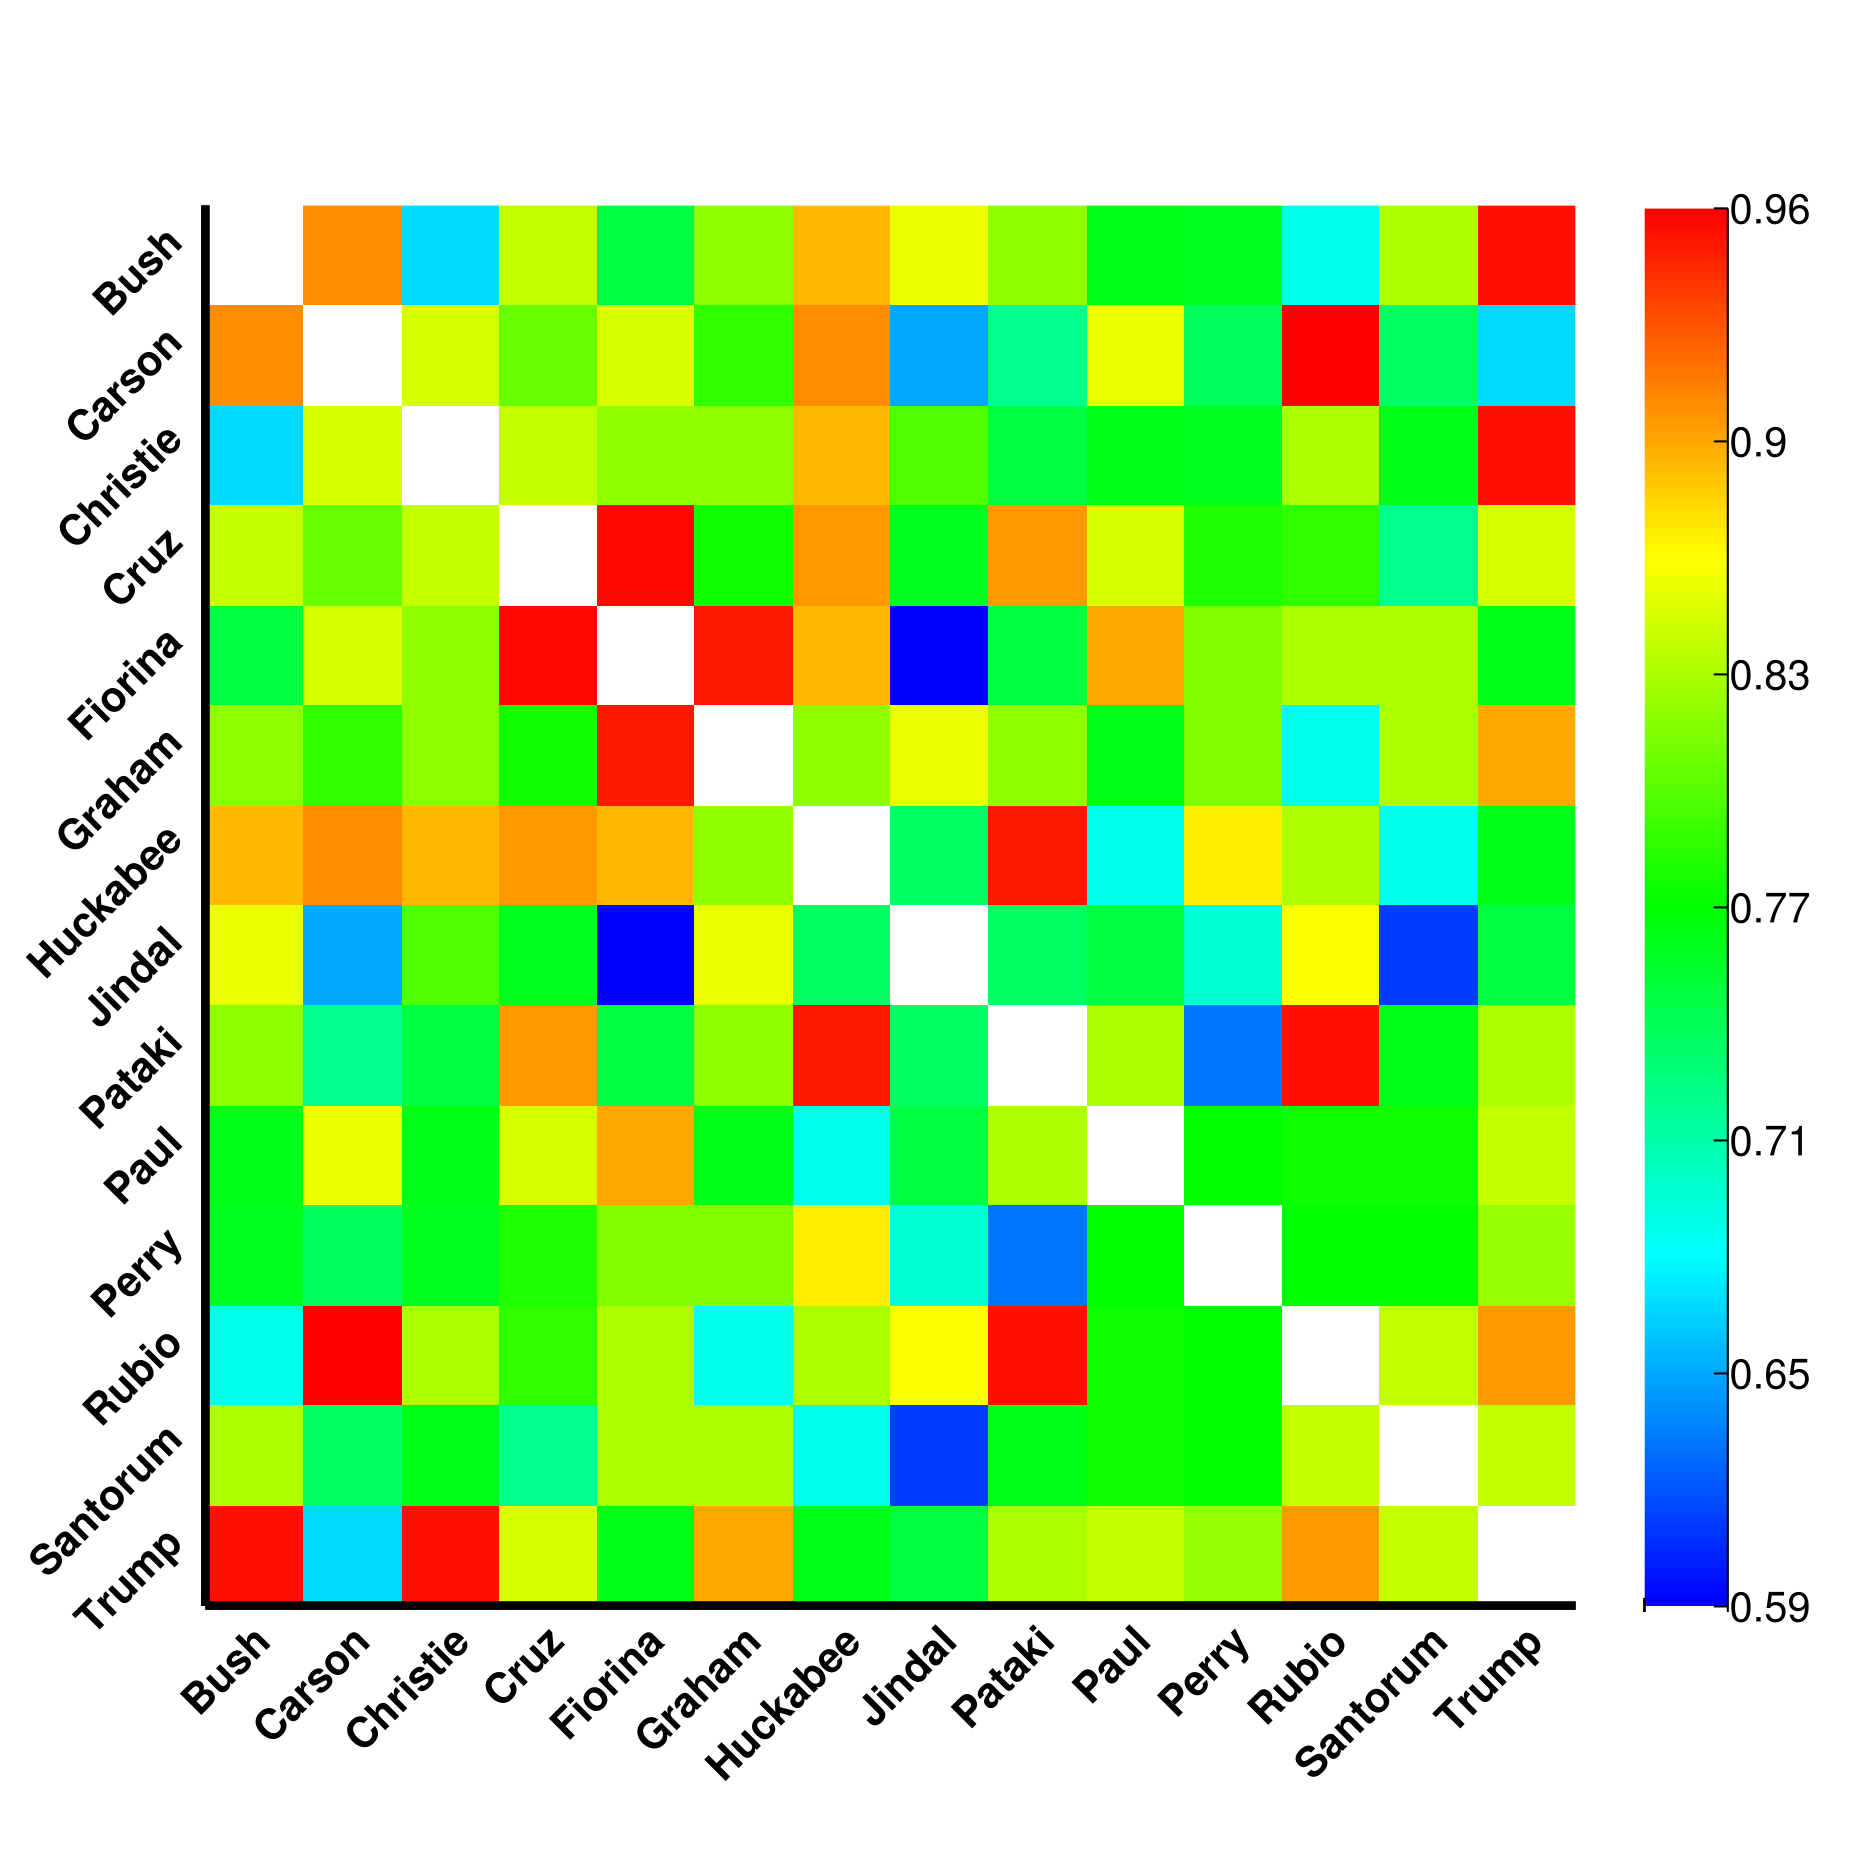 Bush
Carson
Christie
Cruz
Fiorina
Graham
Huckabee
Jindal
Pataki
Paul
Perry
Rubio
Santorum
Trump
Bush
Carson
Christie
Cruz
Fiorina
Graham
Huckabee
Jindal
Pataki
Paul
Perry
Rubio
Santorum
Trump
0.96
0.9
0.83
0.77
0.71
0.65
0.59